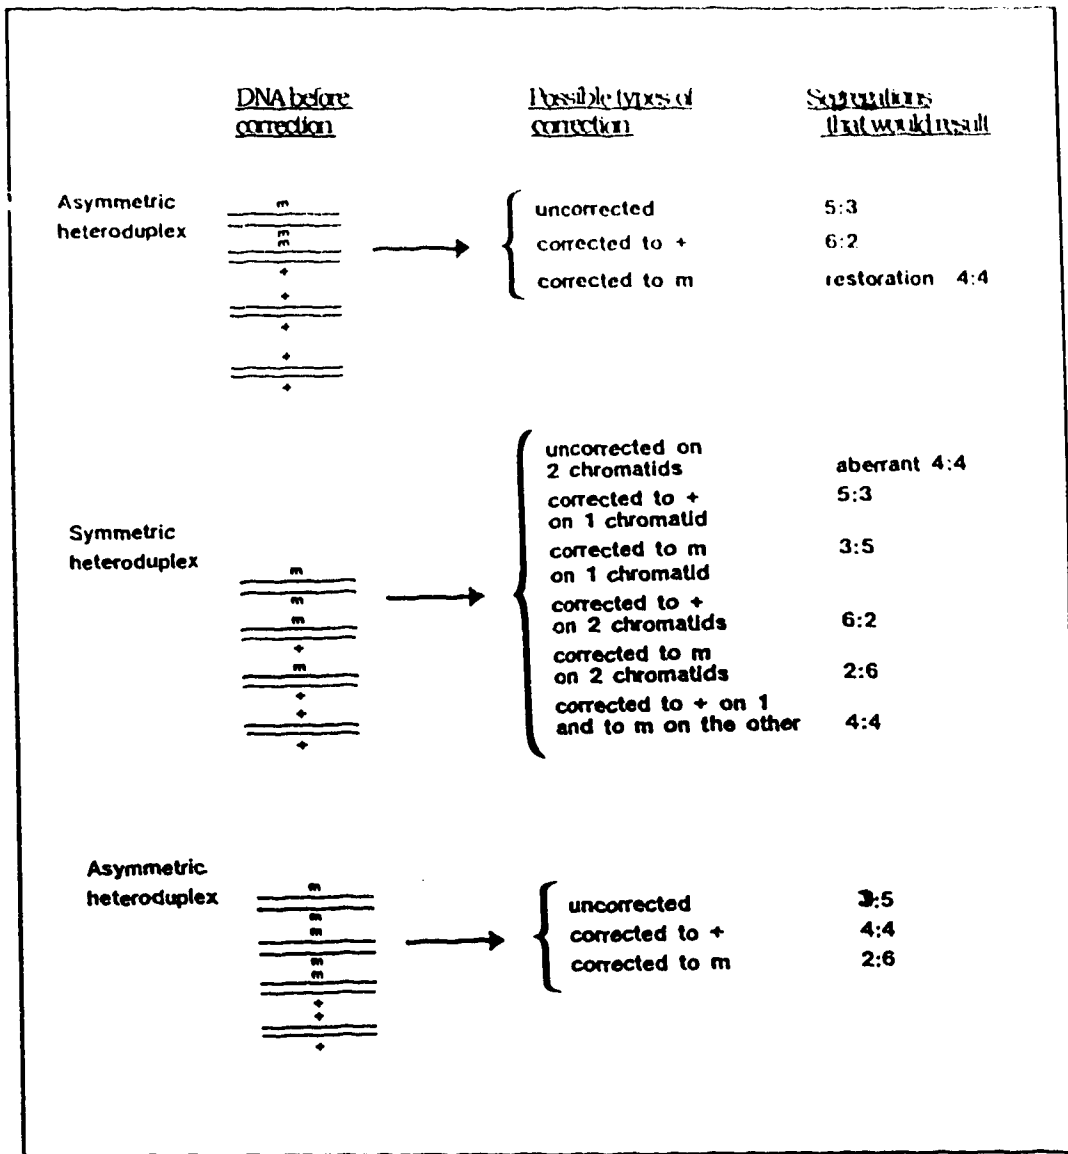 DNA before
correction
Possible types of
correction
Segregations
that would result
Asymmetric
heteroduplex
m
m
m
+
+
+
+
+
uncorrected 5:3
corrected to + 6:2
corrected to m restoration 4:4
Symmetric
heteroduplex
m
m
m
+
m
+
+
+
uncorrected on
2 chromatids aberrant 4:4
corrected to + 5:3
on 1 chromatid
corrected to m 3:5
on 1 chromatid
corrected to +
on 2 chromatids 6:2
corrected to m
on 2 chromatids 2:6
corrected to + on 1
and to m on the other 4:4
Asymmetric
heteroduplex
m
m
m
m
m
+
+
+
uncorrected 3:5
corrected to + 4:4
corrected to m 2:6